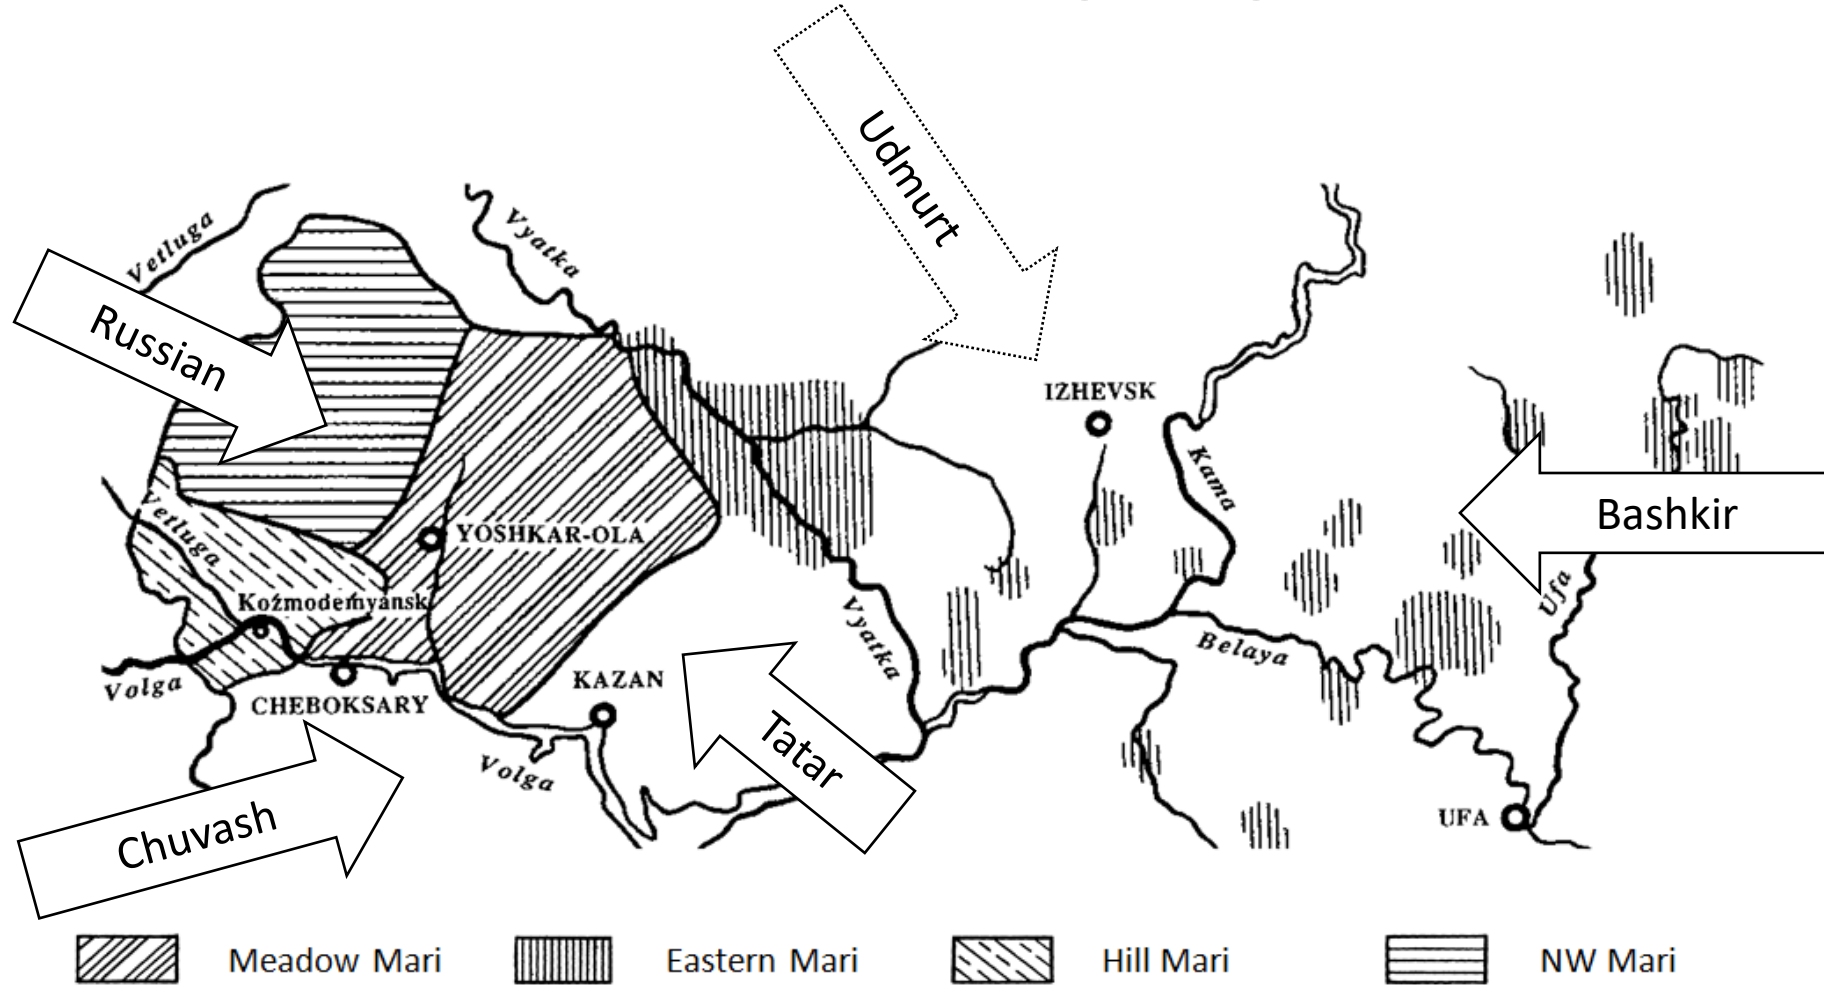 Udmurt
Vetluga
Vyatka
Russian
IZHEVSK
Kama
Bashkir
Vetluga
YOSHKAR-OLA
Koźmodemyansk
Ufa
Vyatka
Belaya
Volga
KAZAN
CHEBOKSARY
Tatar
Volga
Chuvash
UFA
Meadow Mari
Eastern Mari
Hill Mari
NW Mari